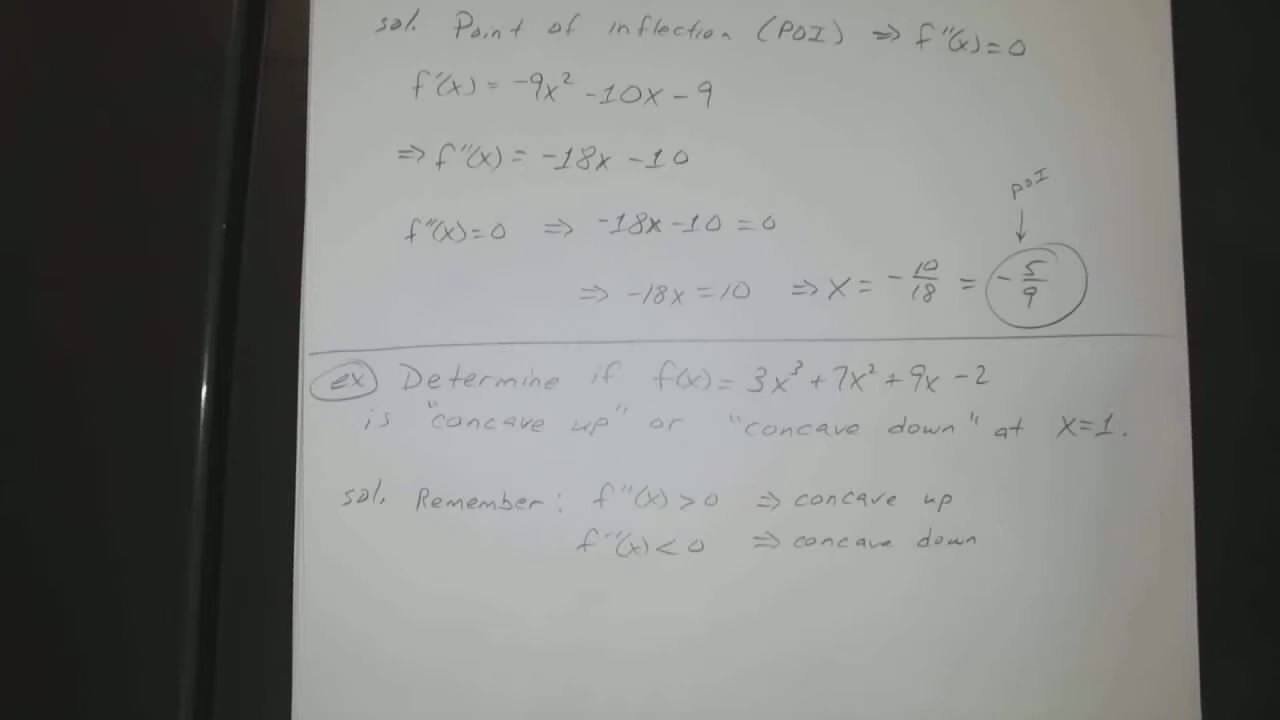 sol. Point of inflection (POI) ⇒ f''(x) = 0
f'(x) = -9x² - 10x - 9
⇒ f''(x) = -18x - 10
POI
↓
f''(x) = 0 ⇒ -18x - 10 = 0
⇒ -18x = 10 ⇒ x = -10/18 = -5/9
ex Determine if f(x) = 3x³ + 7x² + 9x - 2
is "concave up" or "concave down" at x=1.
sol. Remember: f''(x) > 0 ⇒ concave up
f''(x) < 0 ⇒ concave down